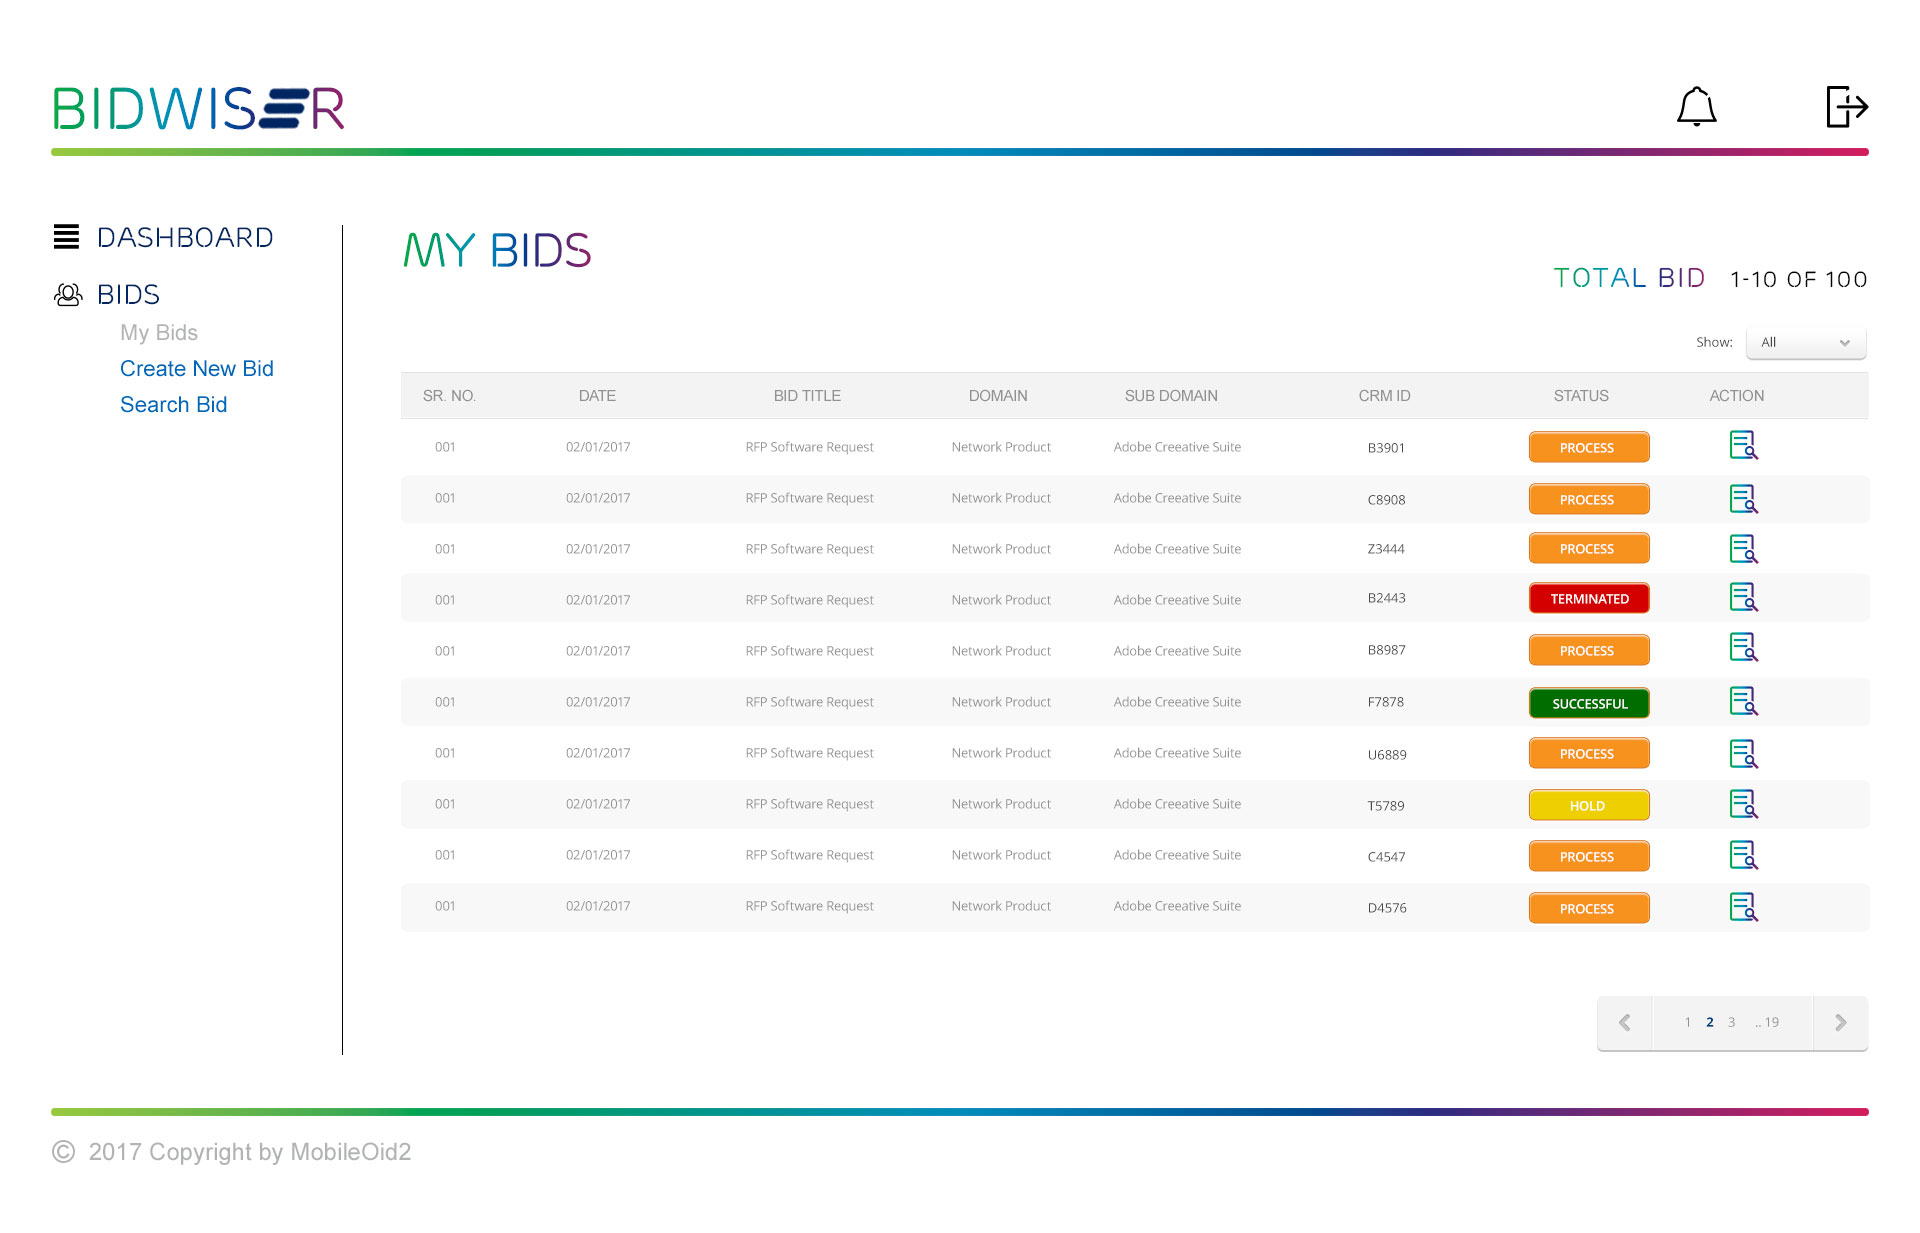 BIDWISER
DASHBOARD
BIDS
My Bids
Create New Bid
Search Bid
MY BIDS
TOTAL BID 1-10 OF 100
Show: All
SR. NO. DATE BID TITLE DOMAIN SUB DOMAIN CRM ID STATUS ACTION
001 02/01/2017 RFP Software Request Network Product Adobe Creeative Suite B3901 PROCESS
001 02/01/2017 RFP Software Request Network Product Adobe Creeative Suite C8908 PROCESS
001 02/01/2017 RFP Software Request Network Product Adobe Creeative Suite Z3444 PROCESS
001 02/01/2017 RFP Software Request Network Product Adobe Creeative Suite B2443 TERMINATED
001 02/01/2017 RFP Software Request Network Product Adobe Creeative Suite B8987 PROCESS
001 02/01/2017 RFP Software Request Network Product Adobe Creeative Suite F7878 SUCCESSFUL
001 02/01/2017 RFP Software Request Network Product Adobe Creeative Suite U6889 PROCESS
001 02/01/2017 RFP Software Request Network Product Adobe Creeative Suite T5789 HOLD
001 02/01/2017 RFP Software Request Network Product Adobe Creeative Suite C4547 PROCESS
001 02/01/2017 RFP Software Request Network Product Adobe Creeative Suite D4576 PROCESS
1 2 3 .. 19
© 2017 Copyright by MobileOid2